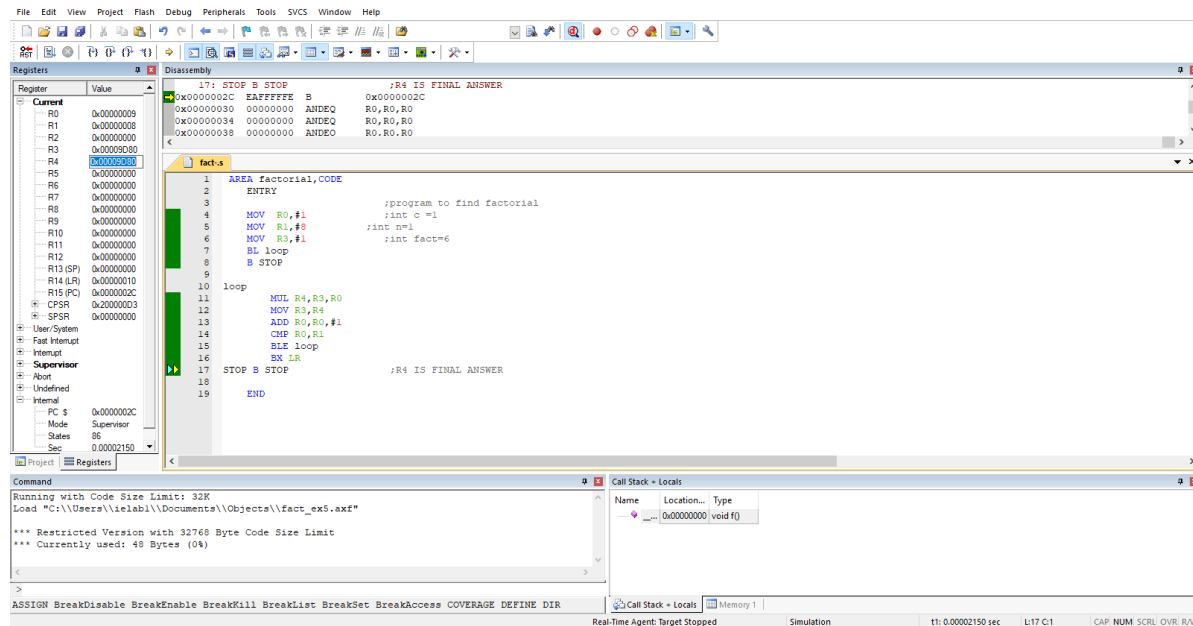 File Edit View Project Flash Debug Peripherals Tools SVCS Window Help
Registers
Register Value
Current
R0 0x00000009
R1 0x00000008
R2 0x00000000
R3 0x00009D80
R4 0x00009D80
R5 0x00000000
R6 0x00000000
R7 0x00000000
R8 0x00000000
R9 0x00000000
R10 0x00000000
R11 0x00000000
R12 0x00000000
R13 (SP) 0x00000000
R14 (LR) 0x00000010
R15 (PC) 0x0000002C
CPSR 0x200000D3
SPSR 0x00000000
User/System
Fast Interrupt
Interrupt
Supervisor
Abort
Undefined
Internal
PC $ 0x0000002C
Mode Supervisor
States 86
Sec 0.00002150
Project Registers
Disassembly
17: STOP B STOP ;R4 IS FINAL ANSWER
0x0000002C EAFFFFFE B 0x0000002C
0x00000030 00000000 ANDEQ R0,R0,R0
0x00000034 00000000 ANDEQ R0,R0,R0
0x00000038 00000000 ANDEQ R0,R0,R0
fact-.s
1 AREA factorial,CODE
2 ENTRY
3 ;program to find factorial
4 MOV R0,#1 ;int c =1
5 MOV R1,#8 ;int n=1
6 MOV R3,#1 ;int fact=6
7 BL loop
8 B STOP
9
10 loop
11 MUL R4,R3,R0
12 MOV R3,R4
13 ADD R0,R0,#1
14 CMP R0,R1
15 BLE loop
16 BX LR
17 STOP B STOP ;R4 IS FINAL ANSWER
18
19 END
Command
Running with Code Size Limit: 32K
Load "C:\\Users\\ielab1\\Documents\\Objects\\fact_ex5.axf"
*** Restricted Version with 32768 Byte Code Size Limit
*** Currently used: 48 Bytes (0%)
>
ASSIGN BreakDisable BreakEnable BreakKill BreakList BreakSet BreakAccess COVERAGE DEFINE DIR
Call Stack + Locals
Name Location... Type
__... 0x00000000 void f()
Call Stack + Locals Memory 1
Real-Time Agent: Target Stopped Simulation t1: 0.00002150 sec L:17 C:1 CAP NUM SCRL OVR R/W